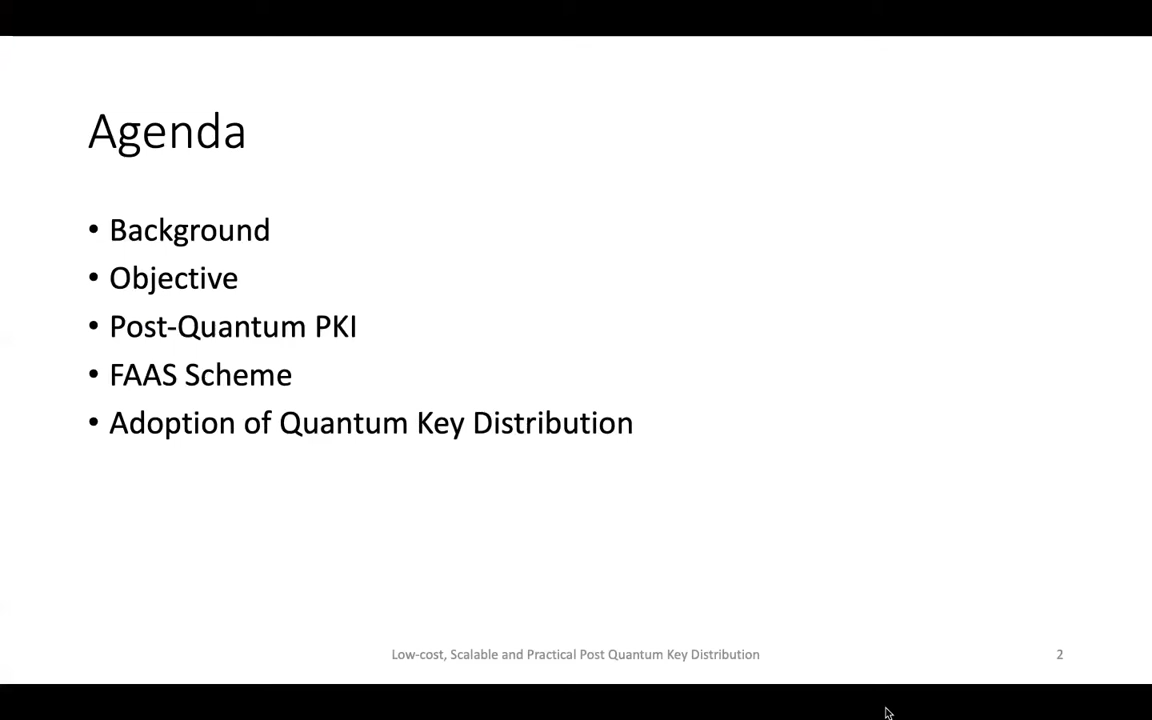 Agenda
• Background
• Objective
• Post-Quantum PKI
• FAAS Scheme
• Adoption of Quantum Key Distribution
Low-cost, Scalable and Practical Post Quantum Key Distribution
2